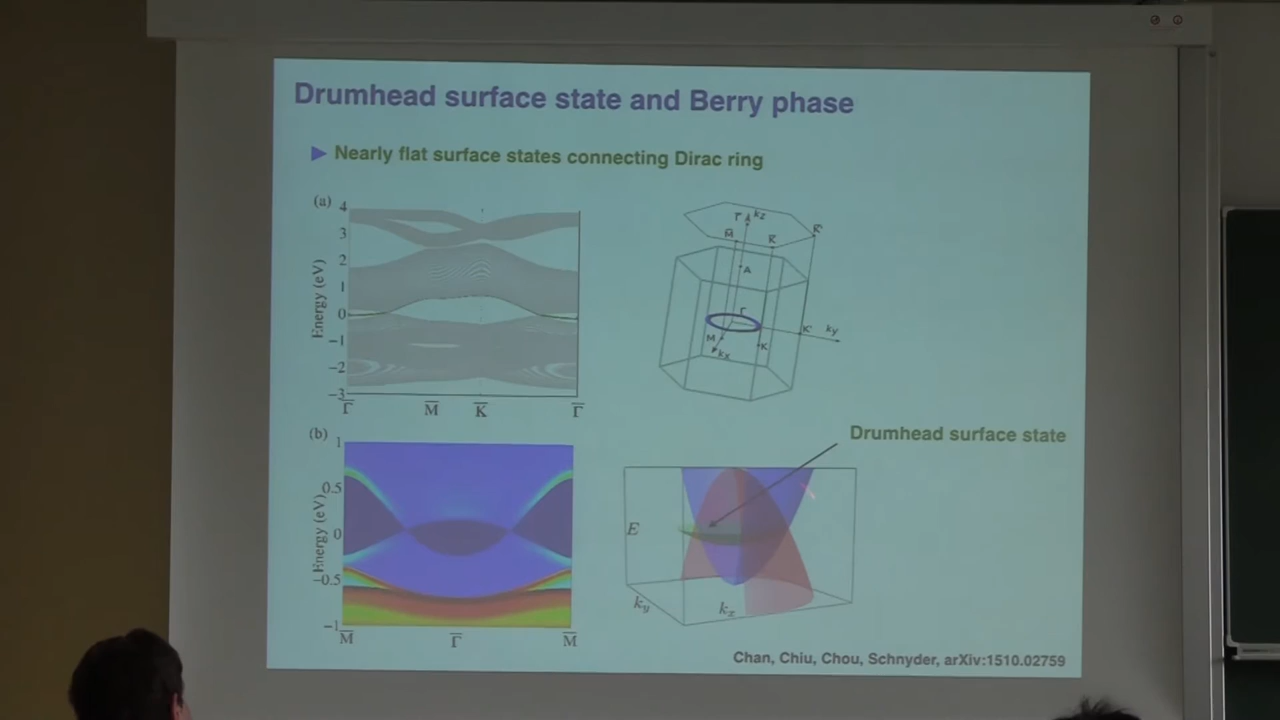 Drumhead surface state and Berry phase
Nearly flat surface states connecting Dirac ring
(a)
4
3
2
1
0
−1
−2
−3
Energy (eV)
Γ̅ M̅ K̅ Γ̅
kz
A
Γ
M
K
K'
kx
ky
M̅
K̅
(b)
1
0.5
0
−0.5
−1
Energy (eV)
M̅ Γ̅ M̅
Drumhead surface state
E
ky
Chan, Chiu, Chou, Schnyder, arXiv:1510.02759